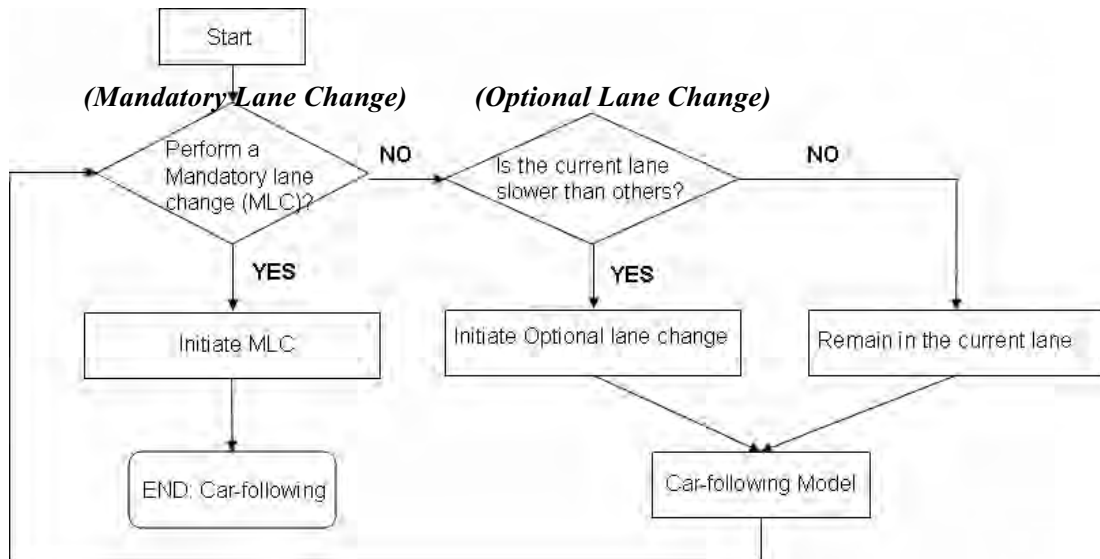 Start
(Mandatory Lane Change)
(Optional Lane Change)
Perform a
Mandatory lane
change (MLC)?
NO
Is the current lane
slower than others?
NO
YES
YES
Initiate MLC
Initiate Optional lane change
Remain in the current lane
END: Car-following
Car-following Model